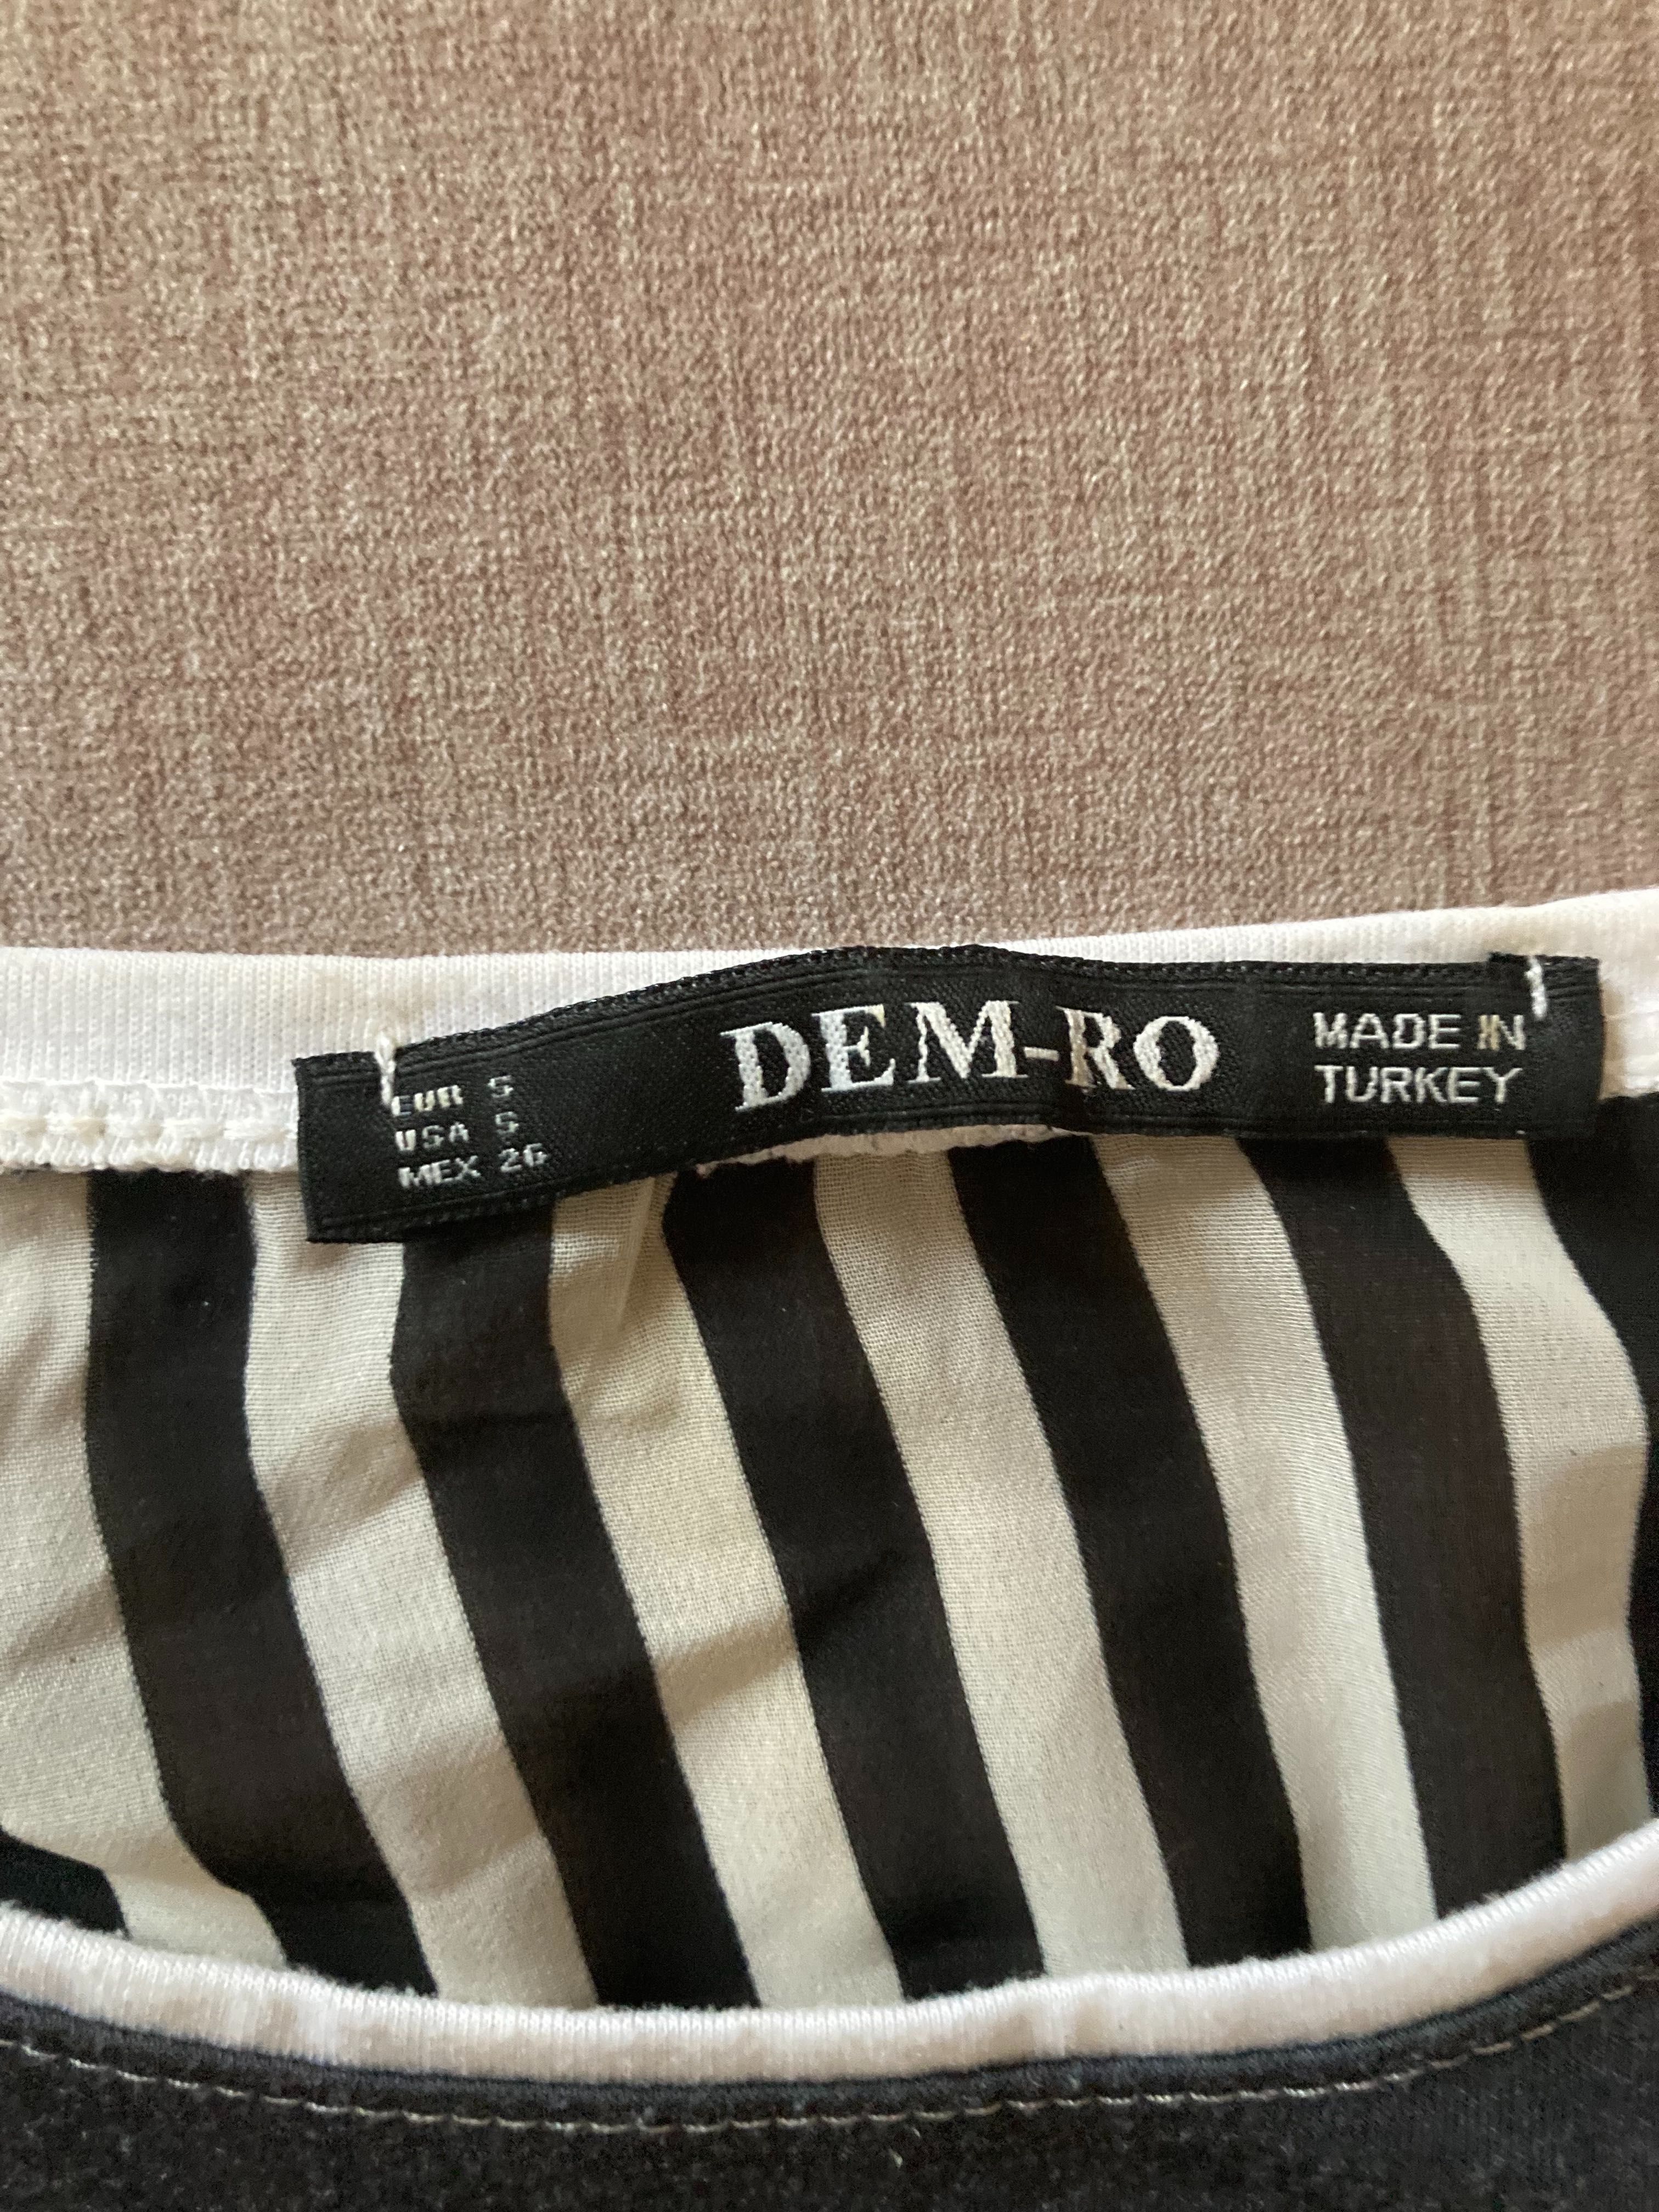 EUR S
USA S
MEX 26
DEM-RO
MADE IN
TURKEY